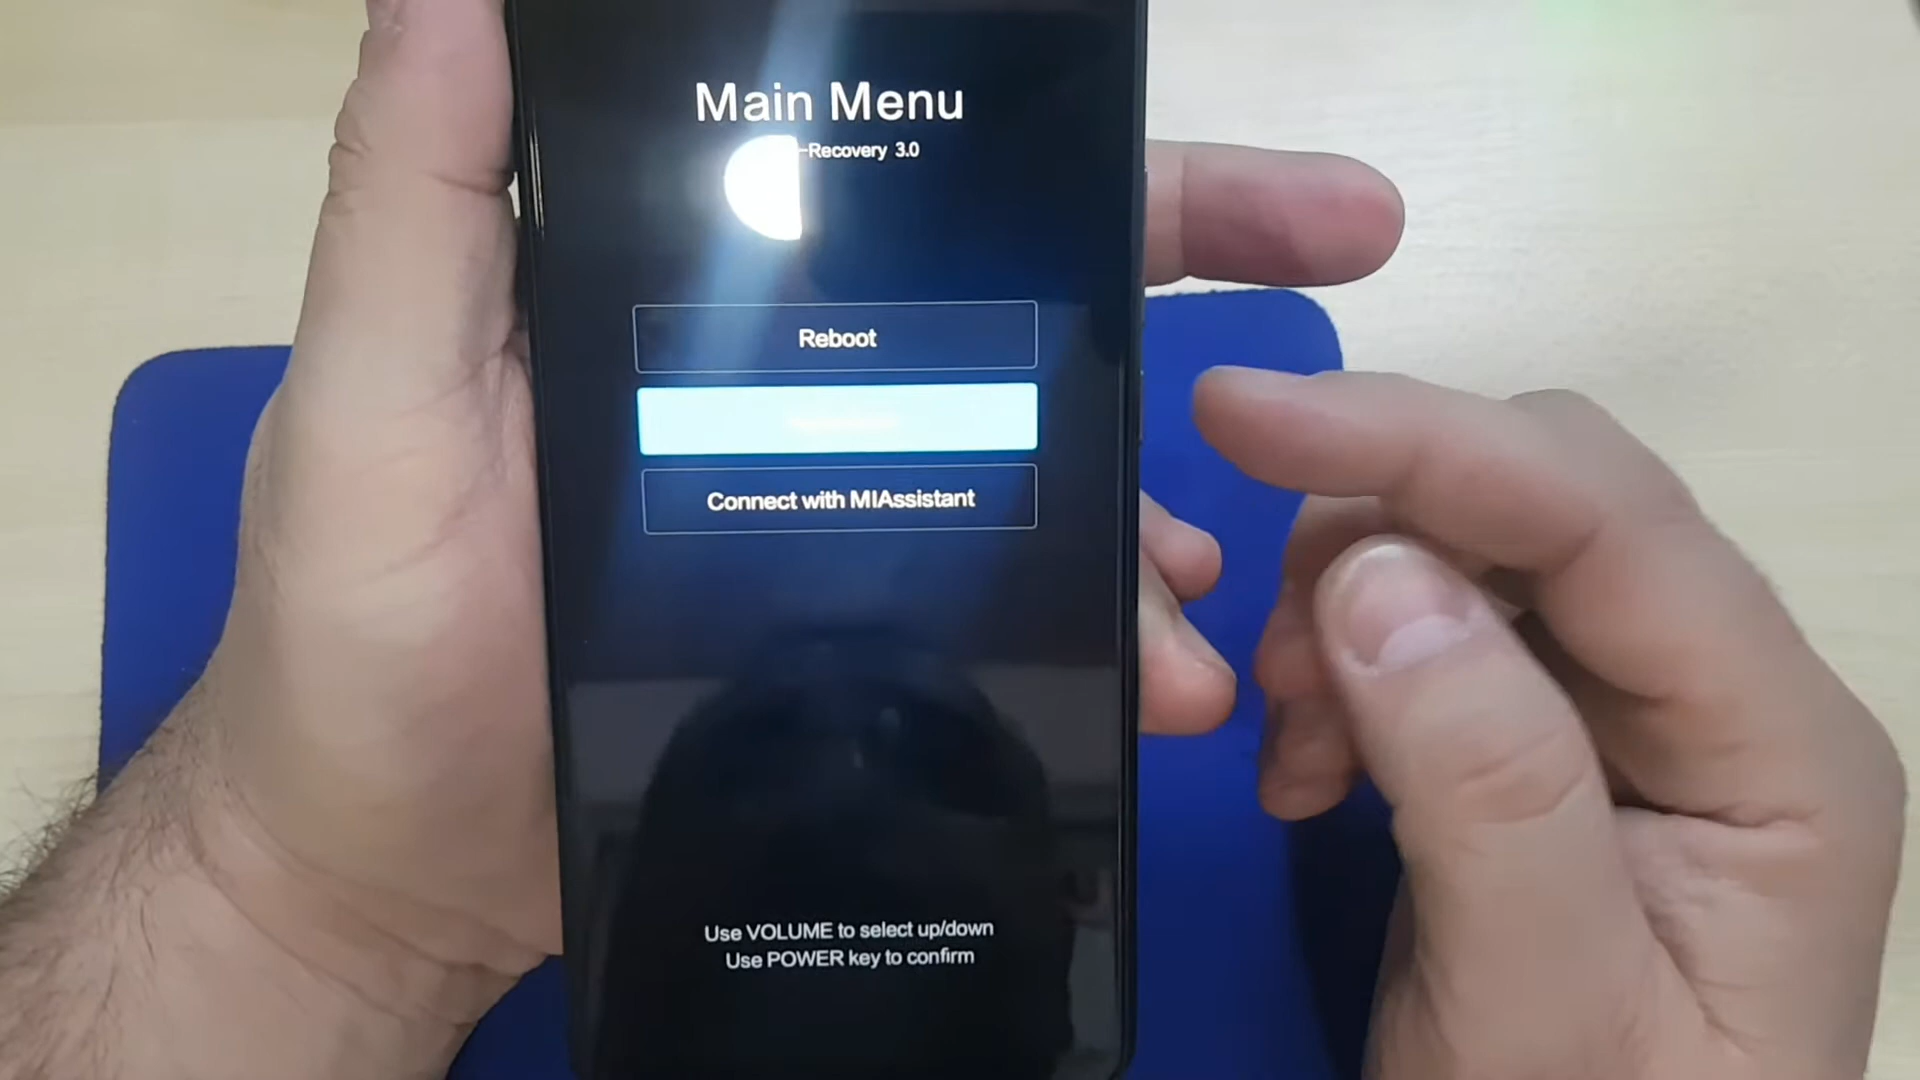 Main Menu
-Recovery 3.0
Reboot
Connect with MIAssistant
Use VOLUME to select up/down
Use POWER key to confirm